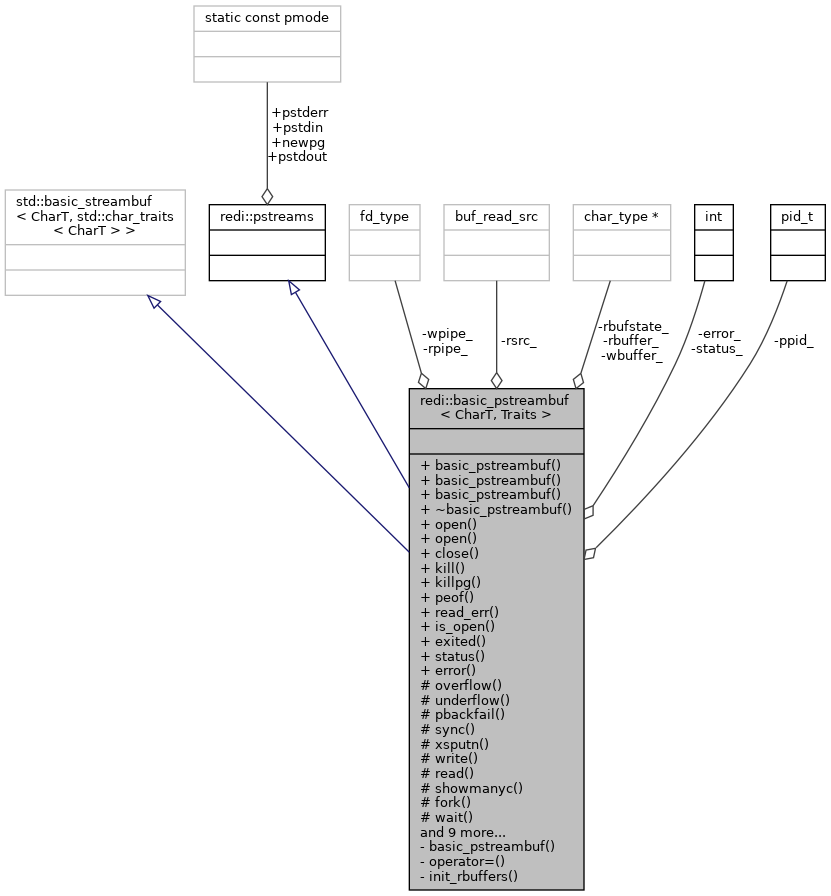 static const pmode
+pstderr
+pstdin
+newpg
+pstdout
std::basic_streambuf
< CharT, std::char_traits
< CharT > >
redi::pstreams
fd_type
buf_read_src
char_type *
int
pid_t
-wpipe_
-rpipe_
-rsrc_
-rbufstate_
-rbuffer_
-wbuffer_
-error_
-status_
-ppid_
redi::basic_pstreambuf
< CharT, Traits >
+ basic_pstreambuf()
+ basic_pstreambuf()
+ basic_pstreambuf()
+ ~basic_pstreambuf()
+ open()
+ open()
+ close()
+ kill()
+ killpg()
+ peof()
+ read_err()
+ is_open()
+ exited()
+ status()
+ error()
# overflow()
# underflow()
# pbackfail()
# sync()
# xsputn()
# write()
# read()
# showmanyc()
# fork()
# wait()
and 9 more...
- basic_pstreambuf()
- operator=()
- init_rbuffers()